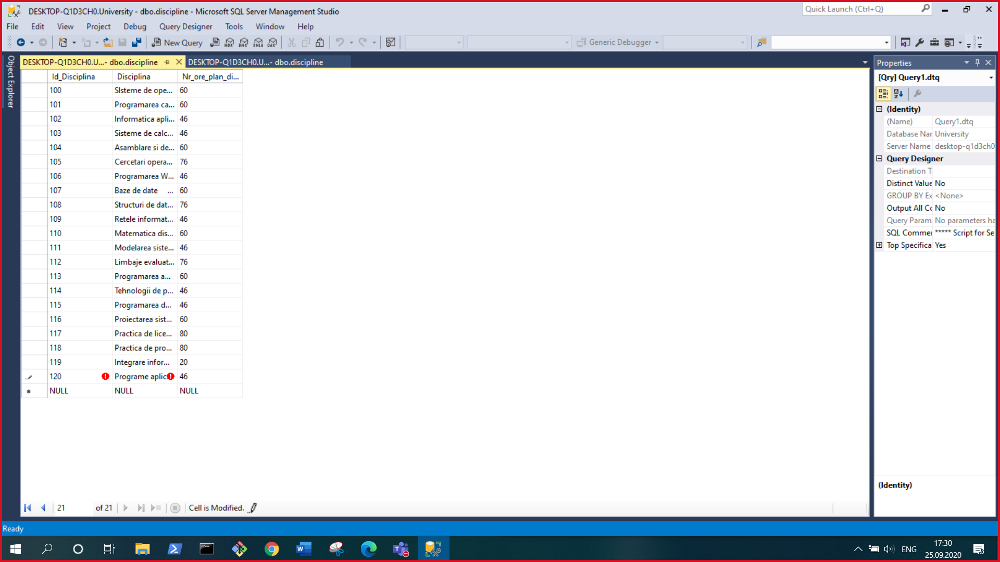 DESKTOP-Q1D3CH0.University - dbo.discipline - Microsoft SQL Server Management Studio
Quick Launch (Ctrl+Q)
File Edit View Project Debug Query Designer Tools Window Help
New Query MDX DMX XMLA DAX Generic Debugger
Object Explorer
DESKTOP-Q1D3CH0.U...- dbo.discipline DESKTOP-Q1D3CH0.U...- dbo.discipline
Id_Disciplina Disciplina Nr_ore_plan_di...
100 SIsteme de ope... 60
101 Programarea ca... 60
102 Informatica apli... 46
103 Sisteme de calc... 46
104 Asamblare si de... 60
105 Cercetari opera... 76
106 Programarea W... 46
107 Baze de date ... 60
108 Structuri de dat... 76
109 Retele informat... 46
110 Matematica dis... 60
111 Modelarea siste... 46
112 Limbaje evaluat... 76
113 Programarea a... 60
114 Tehnologii de p... 46
115 Programarea d... 46
116 Proiectarea sist... 60
117 Practica de lice... 80
118 Practica de pro... 80
119 Integrare infor... 20
120 Programe aplic 46
NULL NULL NULL
21 of 21 Cell is Modified.
Properties
[Qry] Query1.dtq
(Identity)
(Name) Query1.dtq
Database Nar University
Server Name desktop-q1d3ch0
Query Designer
Destination T
Distinct Value No
GROUP BY Ex <None>
Output All Co No
Query Param No parameters ha
SQL Commer ***** Script for Se
Top Specifica Yes
(Identity)
Ready
ENG
17:30
25.09.2020